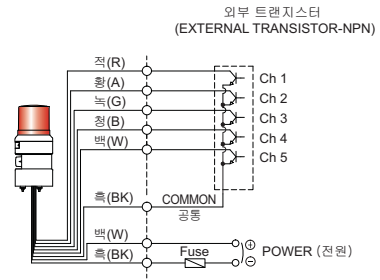 외부 트랜지스터
(EXTERNAL TRANSISTOR-NPN)
적(R)
황(A)
녹(G)
청(B)
백(W)
Ch 1
Ch 2
Ch 3
Ch 4
Ch 5
흑(BK)
COMMON
공통
백(W)
흑(BK)
Fuse
POWER (전원)